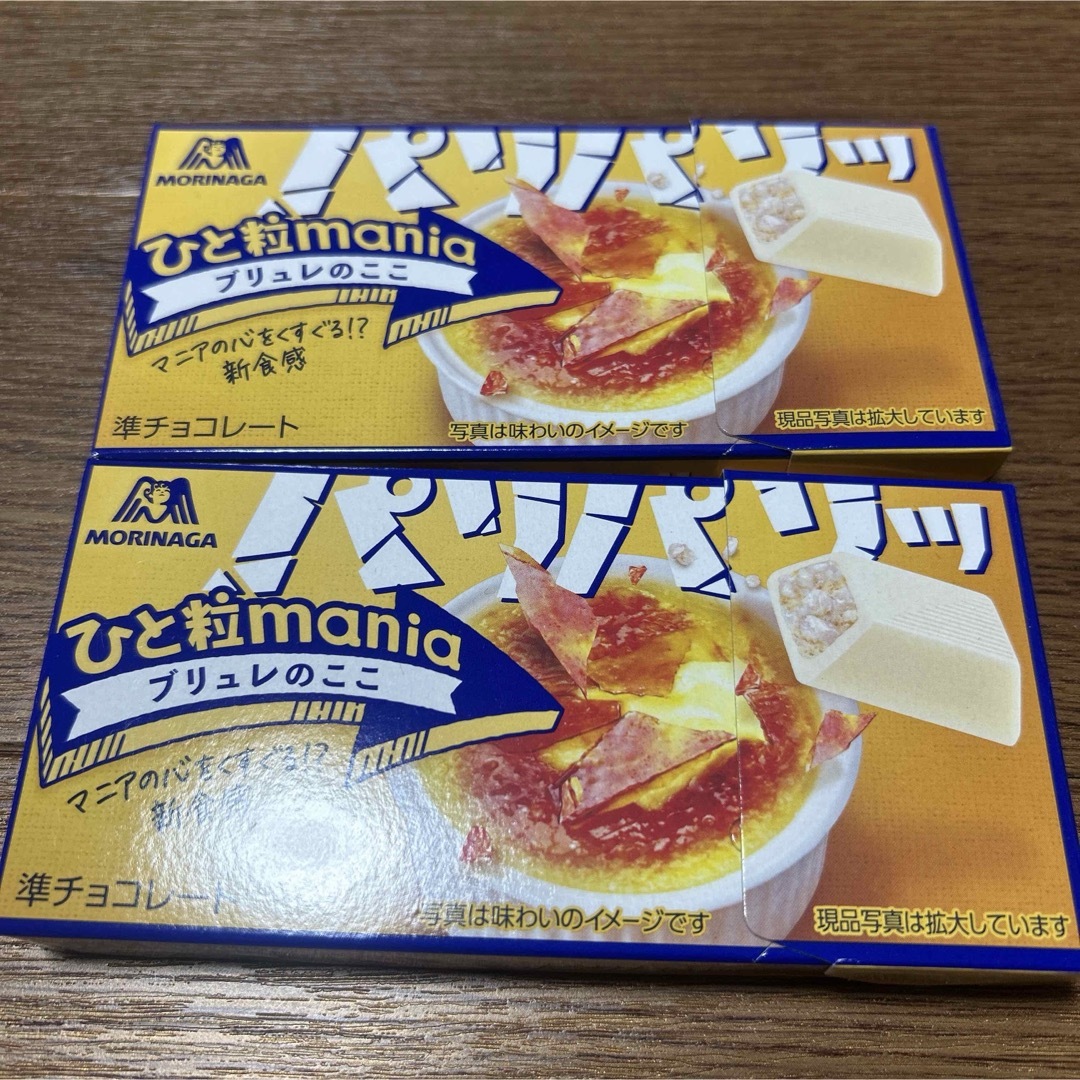 パリパリッ
MORINAGA
ひと粒mania
ブリュレのここ
マニアの心をくすぐる!?
新食感
準チョコレート
写真は味わいのイメージです
現品写真は拡大しています
パリパリッ
MORINAGA
ひと粒mania
ブリュレのここ
マニアの心をくすぐる!?
新食感
準チョコレート
写真は味わいのイメージです
現品写真は拡大しています